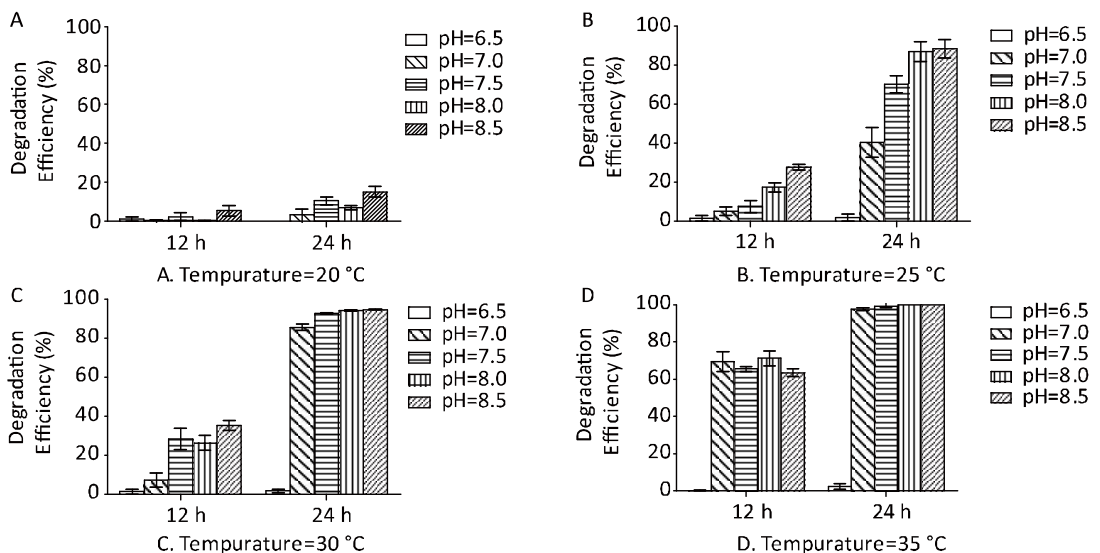 A
Degradation
Efficiency (%)
100
80
60
40
20
0
12 h
24 h
pH=6.5
pH=7.0
pH=7.5
pH=8.0
pH=8.5
A. Tempurature=20 °C
B
Degradation
Efficiency (%)
100
80
60
40
20
0
12 h
24 h
pH=6.5
pH=7.0
pH=7.5
pH=8.0
pH=8.5
B. Tempurature=25 °C
C
Degradation
Efficiency (%)
100
80
60
40
20
0
12 h
24 h
pH=6.5
pH=7.0
pH=7.5
pH=8.0
pH=8.5
C. Tempurature=30 °C
D
Degradation
Efficiency (%)
100
80
60
40
20
0
12 h
24 h
pH=6.5
pH=7.0
pH=7.5
pH=8.0
pH=8.5
D. Tempurature=35 °C